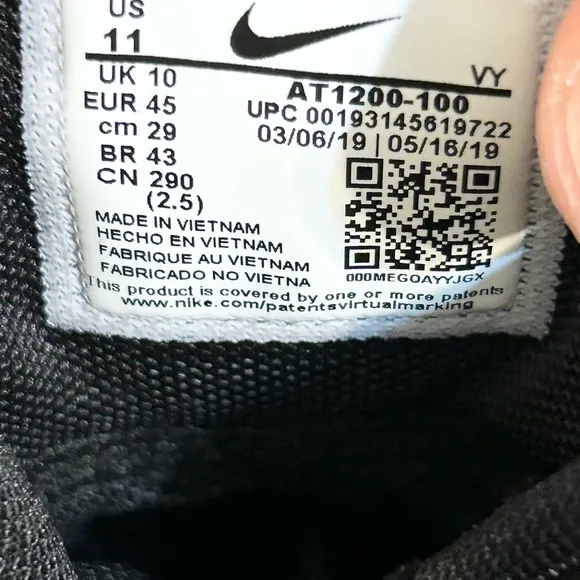 US
11
UK 10
EUR 45
cm 29
BR 43
CN 290
(2.5)
VY
AT1200-100
UPC 00193145619722
03/06/19 | 05/16/19
000MEGOAYYJGX
MADE IN VIETNAM
HECHO EN VIETNAM
FABRIQUE AU VIETNAM
FABRICADO NO VIETNA
This product is covered by one or more patents
www.nike.com/patentsvirtualmarking